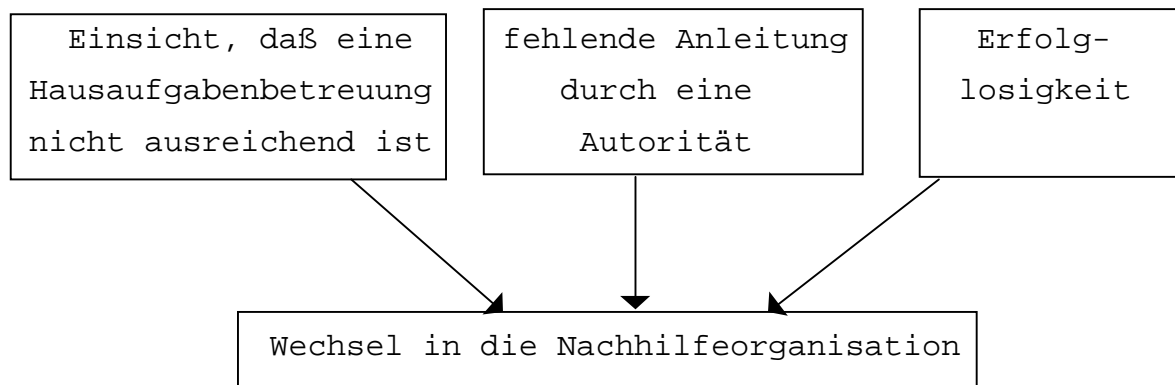 Einsicht, daß eine
Hausaufgabenbetreuung
nicht ausreichend ist
fehlende Anleitung
durch eine
Autorität
Erfolg-
losigkeit
Wechsel in die Nachhilfeorganisation